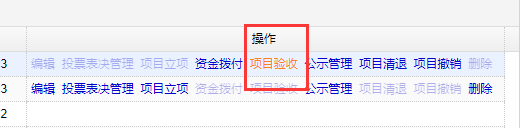 操作
3 编辑 投票表决管理 项目立项 资金拨付 项目验收 公示管理 项目清退 项目撤销 删除
3 编辑 投票表决管理 项目立项 资金拨付 项目验收 公示管理 项目清退 项目撤销 删除
2